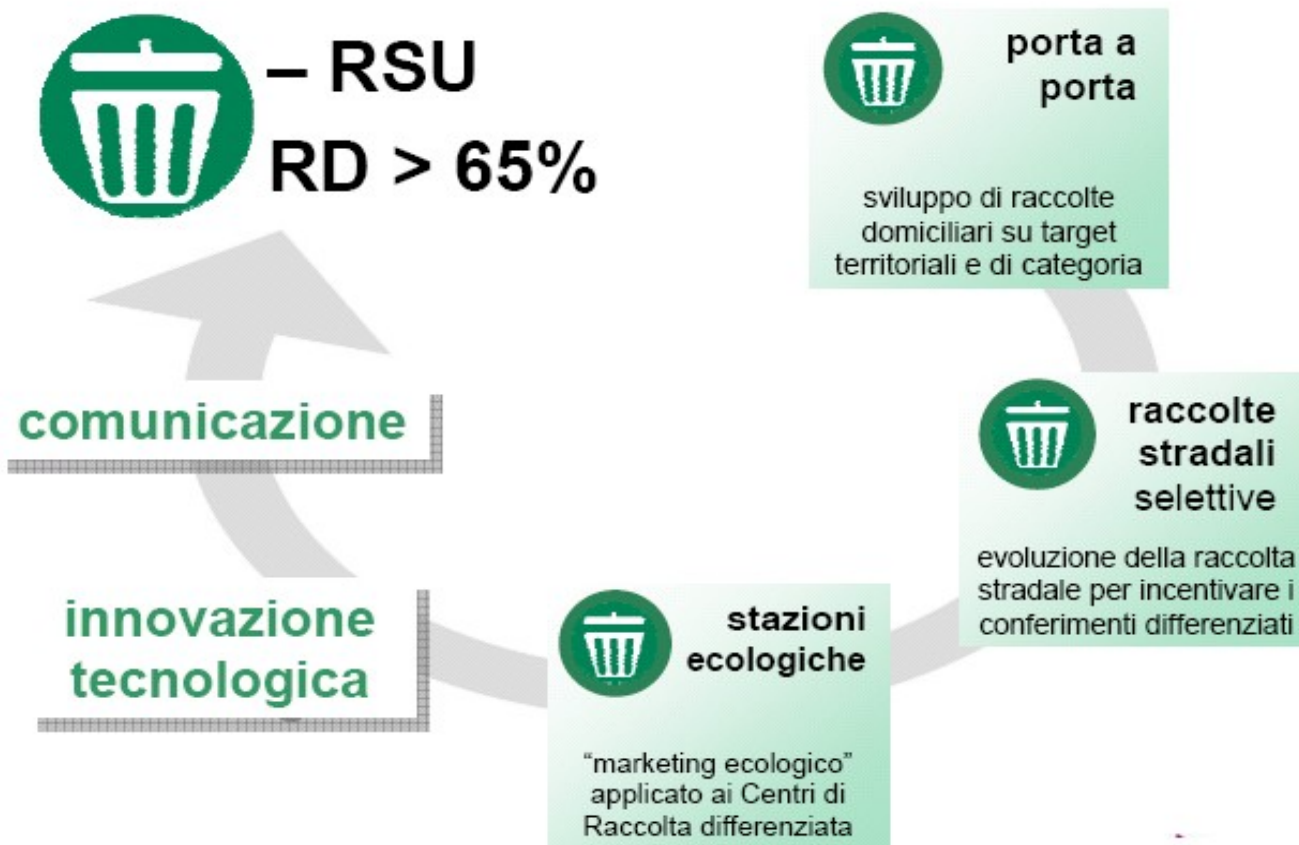 – RSU
RD > 65%
porta a
porta
sviluppo di raccolte
domiciliari su target
territoriali e di categoria
raccolte
stradali
selettive
evoluzione della raccolta
stradale per incentivare i
conferimenti differenziati
stazioni
ecologiche
“marketing ecologico”
applicato ai Centri di
Raccolta differenziata
innovazione
tecnologica
comunicazione